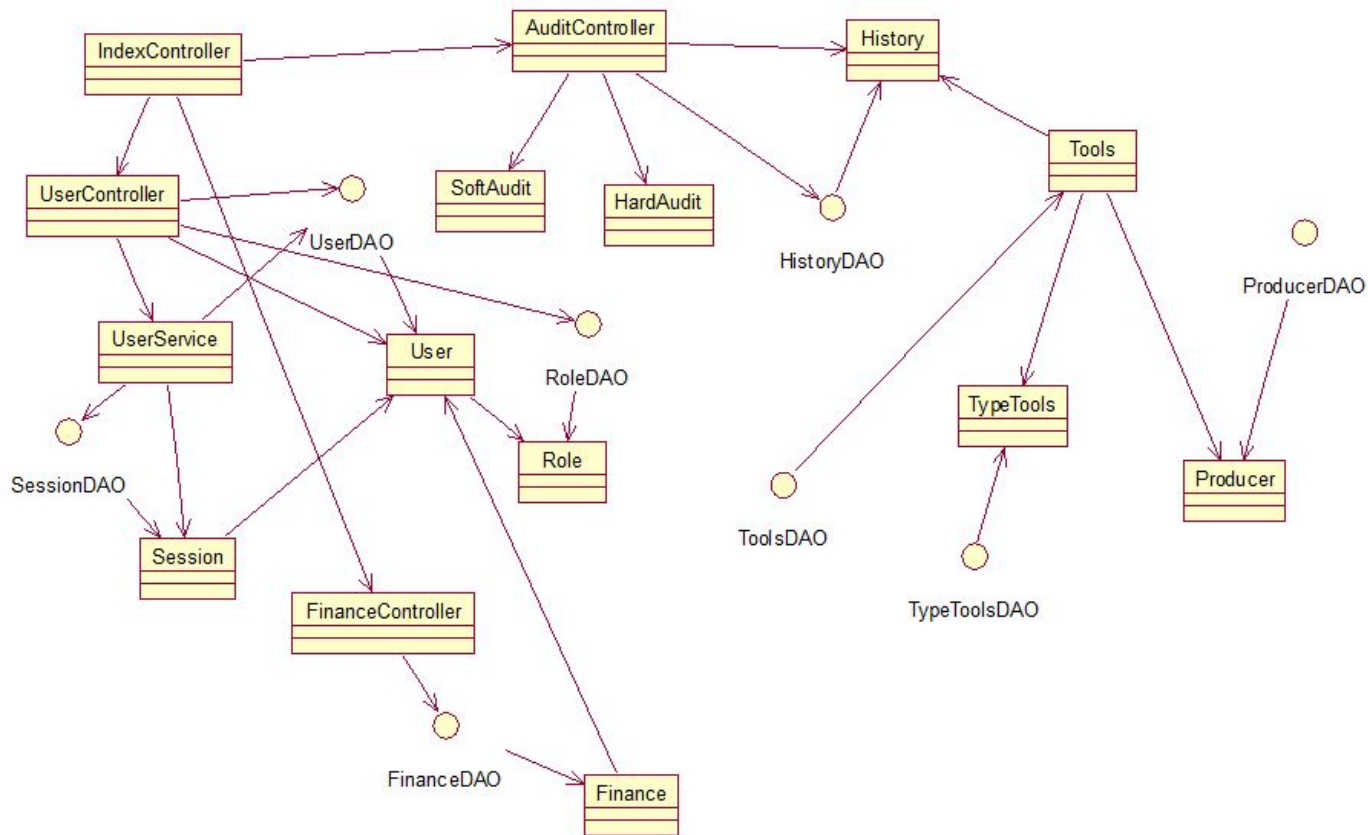 IndexController
AuditController
History
Tools
UserController
SoftAudit
HardAudit
UserDAO
HistoryDAO
ProducerDAO
UserService
User
RoleDAO
TypeTools
Role
Producer
SessionDAO
ToolsDAO
Session
FinanceController
TypeToolsDAO
FinanceDAO
Finance